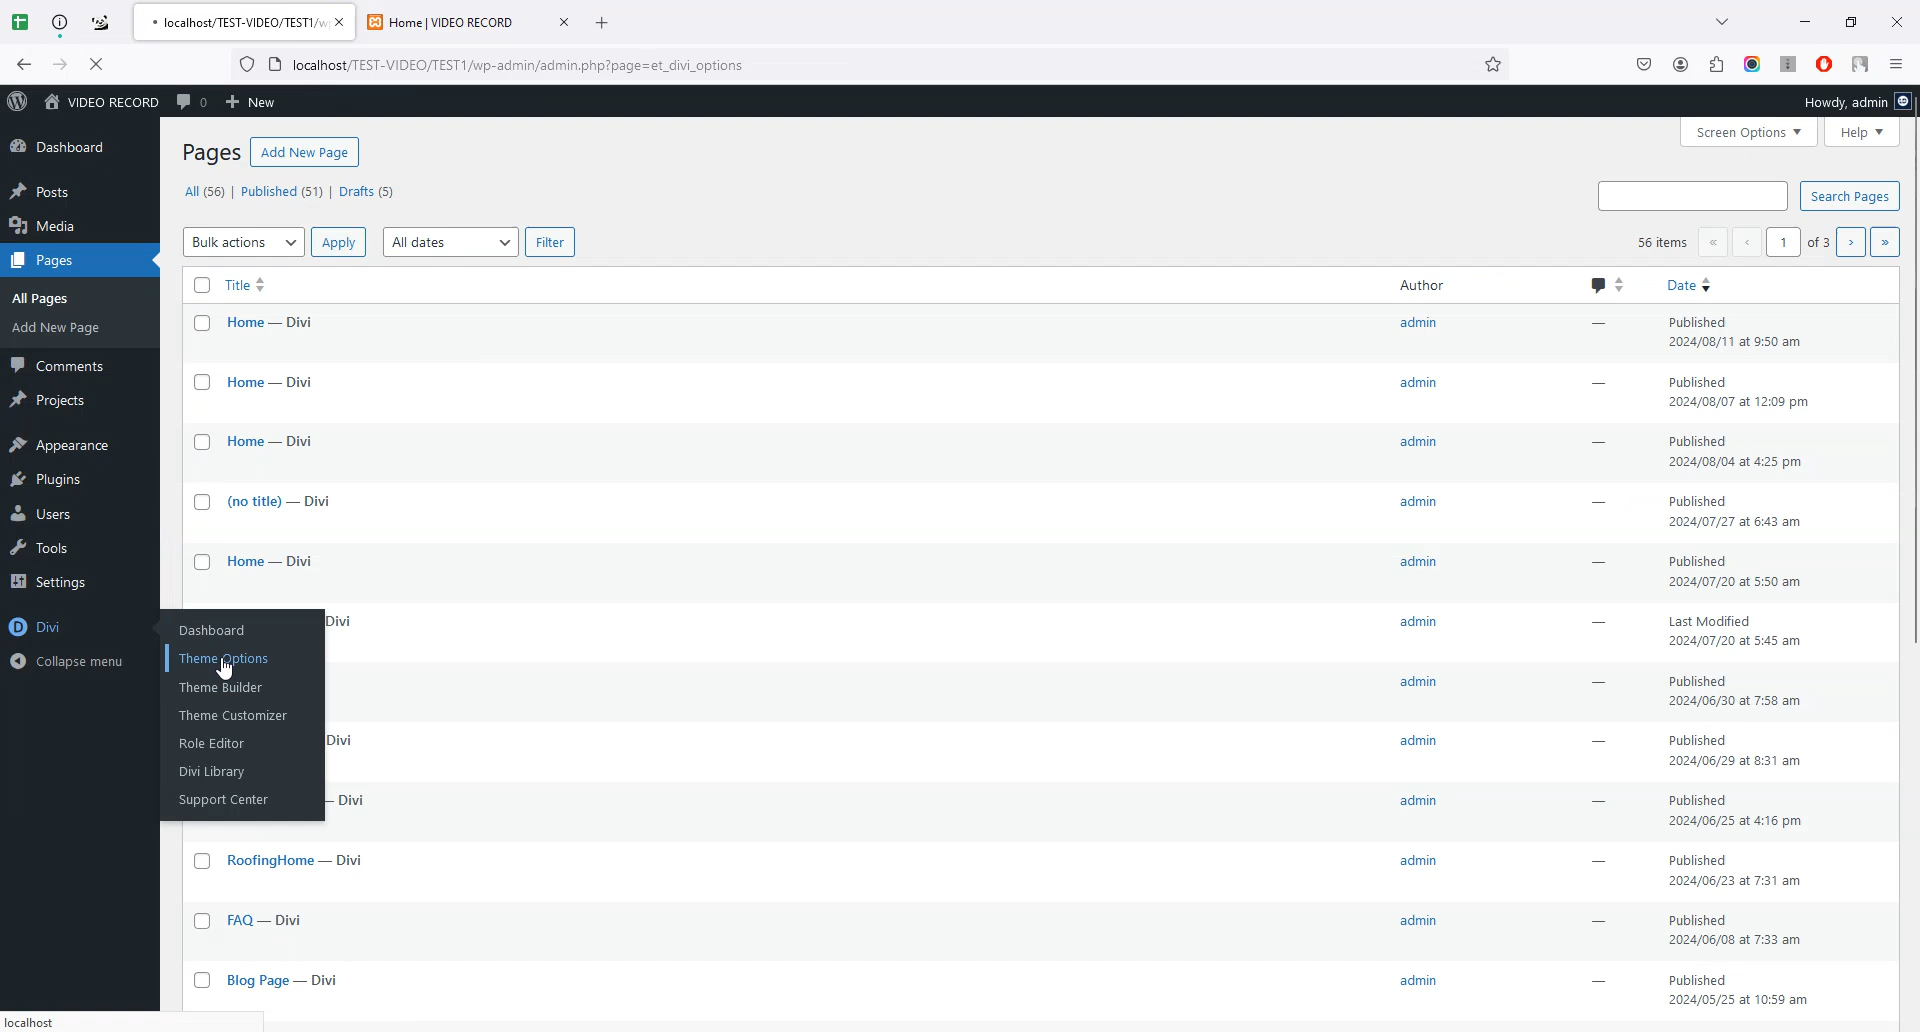 localhost/TEST-VIDEO/TEST1/w
Home | VIDEO RECORD
localhost/TEST-VIDEO/TEST1/wp-admin/admin.php?page=et_divi_options
VIDEO RECORD 0 New
Howdy, admin
Dashboard
Posts
Media
Pages
All Pages
Add New Page
Comments
Projects
Appearance
Plugins
Users
Tools
Settings
Divi
Collapse menu
Dashboard
Theme Options
Theme Builder
Theme Customizer
Role Editor
Divi Library
Support Center
Screen Options Help
Pages Add New Page
All (56) | Published (51) | Drafts (5)
Search Pages
Bulk actions Apply All dates Filter
56 items « ‹ 1 of 3 › »
Title Author Date
Home — Divi admin — Published
2024/08/11 at 9:50 am
Home — Divi admin — Published
2024/08/07 at 12:09 pm
Home — Divi admin — Published
2024/08/04 at 4:25 pm
(no title) — Divi admin — Published
2024/07/27 at 6:43 am
Home — Divi admin — Published
2024/07/20 at 5:50 am
Divi admin — Last Modified
2024/07/20 at 5:45 am
admin — Published
2024/06/30 at 7:58 am
Divi admin — Published
2024/06/29 at 8:31 am
— Divi admin — Published
2024/06/25 at 4:16 pm
RoofingHome — Divi admin — Published
2024/06/23 at 7:31 am
FAQ — Divi admin — Published
2024/06/08 at 7:33 am
Blog Page — Divi admin — Published
2024/05/25 at 10:59 am
localhost